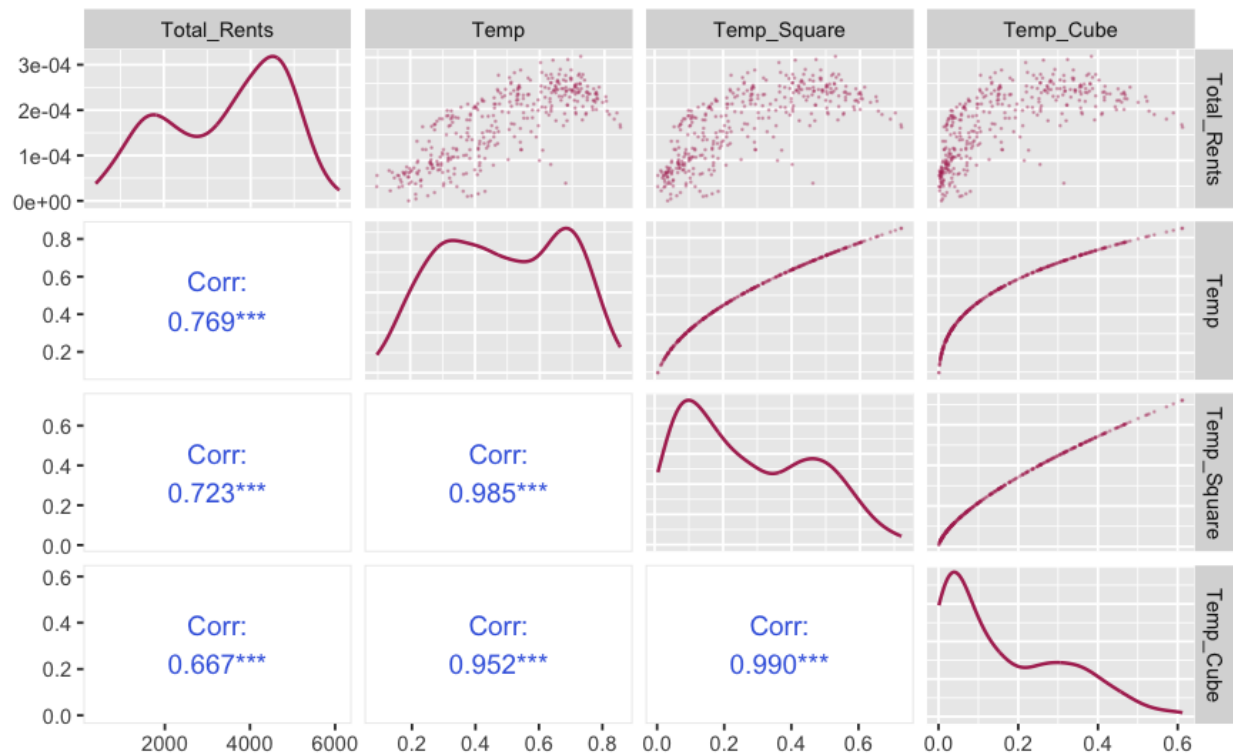 Total_Rents Temp Temp_Square Temp_Cube
3e-04
2e-04
1e-04
0e+00
Total_Rents
0.8
0.6
0.4
0.2
Corr:
0.769***
Temp
0.6
0.4
0.2
0.0
Corr: Corr:
0.723*** 0.985***
Temp_Square
0.6
0.4
0.2
0.0
Corr: Corr: Corr:
0.667*** 0.952*** 0.990***
Temp_Cube
2000 4000 6000 0.2 0.4 0.6 0.8 0.0 0.2 0.4 0.6 0.0 0.2 0.4 0.6